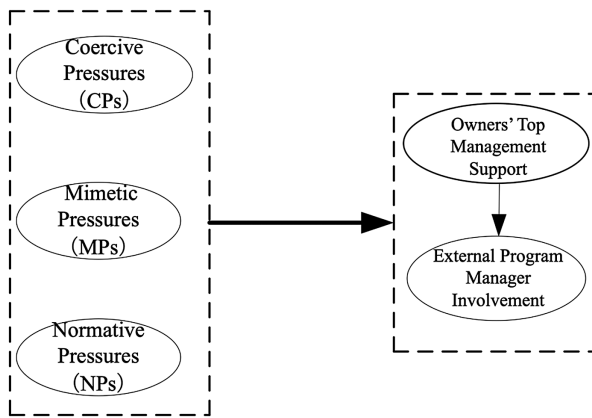 Coercive
Pressures
(CPs)
Mimetic
Pressures
(MPs)
Normative
Pressures
(NPs)
Owners' Top
Management
Support
External Program
Manager
Involvement